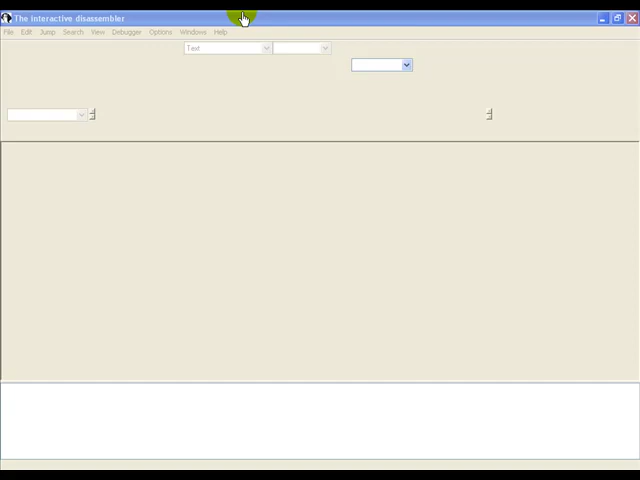 The interactive disassembler
File Edit Jump Search View Debugger Options Windows Help
Text